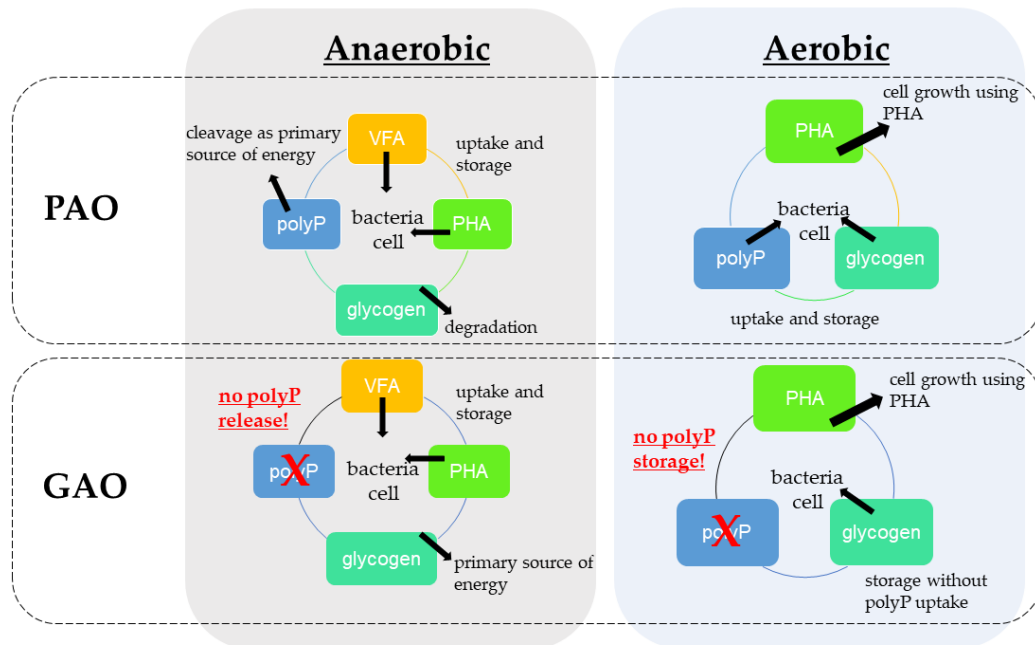 Anaerobic
Aerobic
PAO
cleavage as primary
source of energy
VFA
uptake and
storage
polyP
bacteria
cell
PHA
glycogen
degradation
PHA
cell growth using
PHA
bacteria
cell
polyP
glycogen
uptake and storage
GAO
no polyP
release!
VFA
uptake and
storage
polyP
X
bacteria
cell
PHA
glycogen
primary source of
energy
PHA
cell growth using
PHA
no polyP
storage!
bacteria
cell
polyP
X
glycogen
storage without
polyP uptake